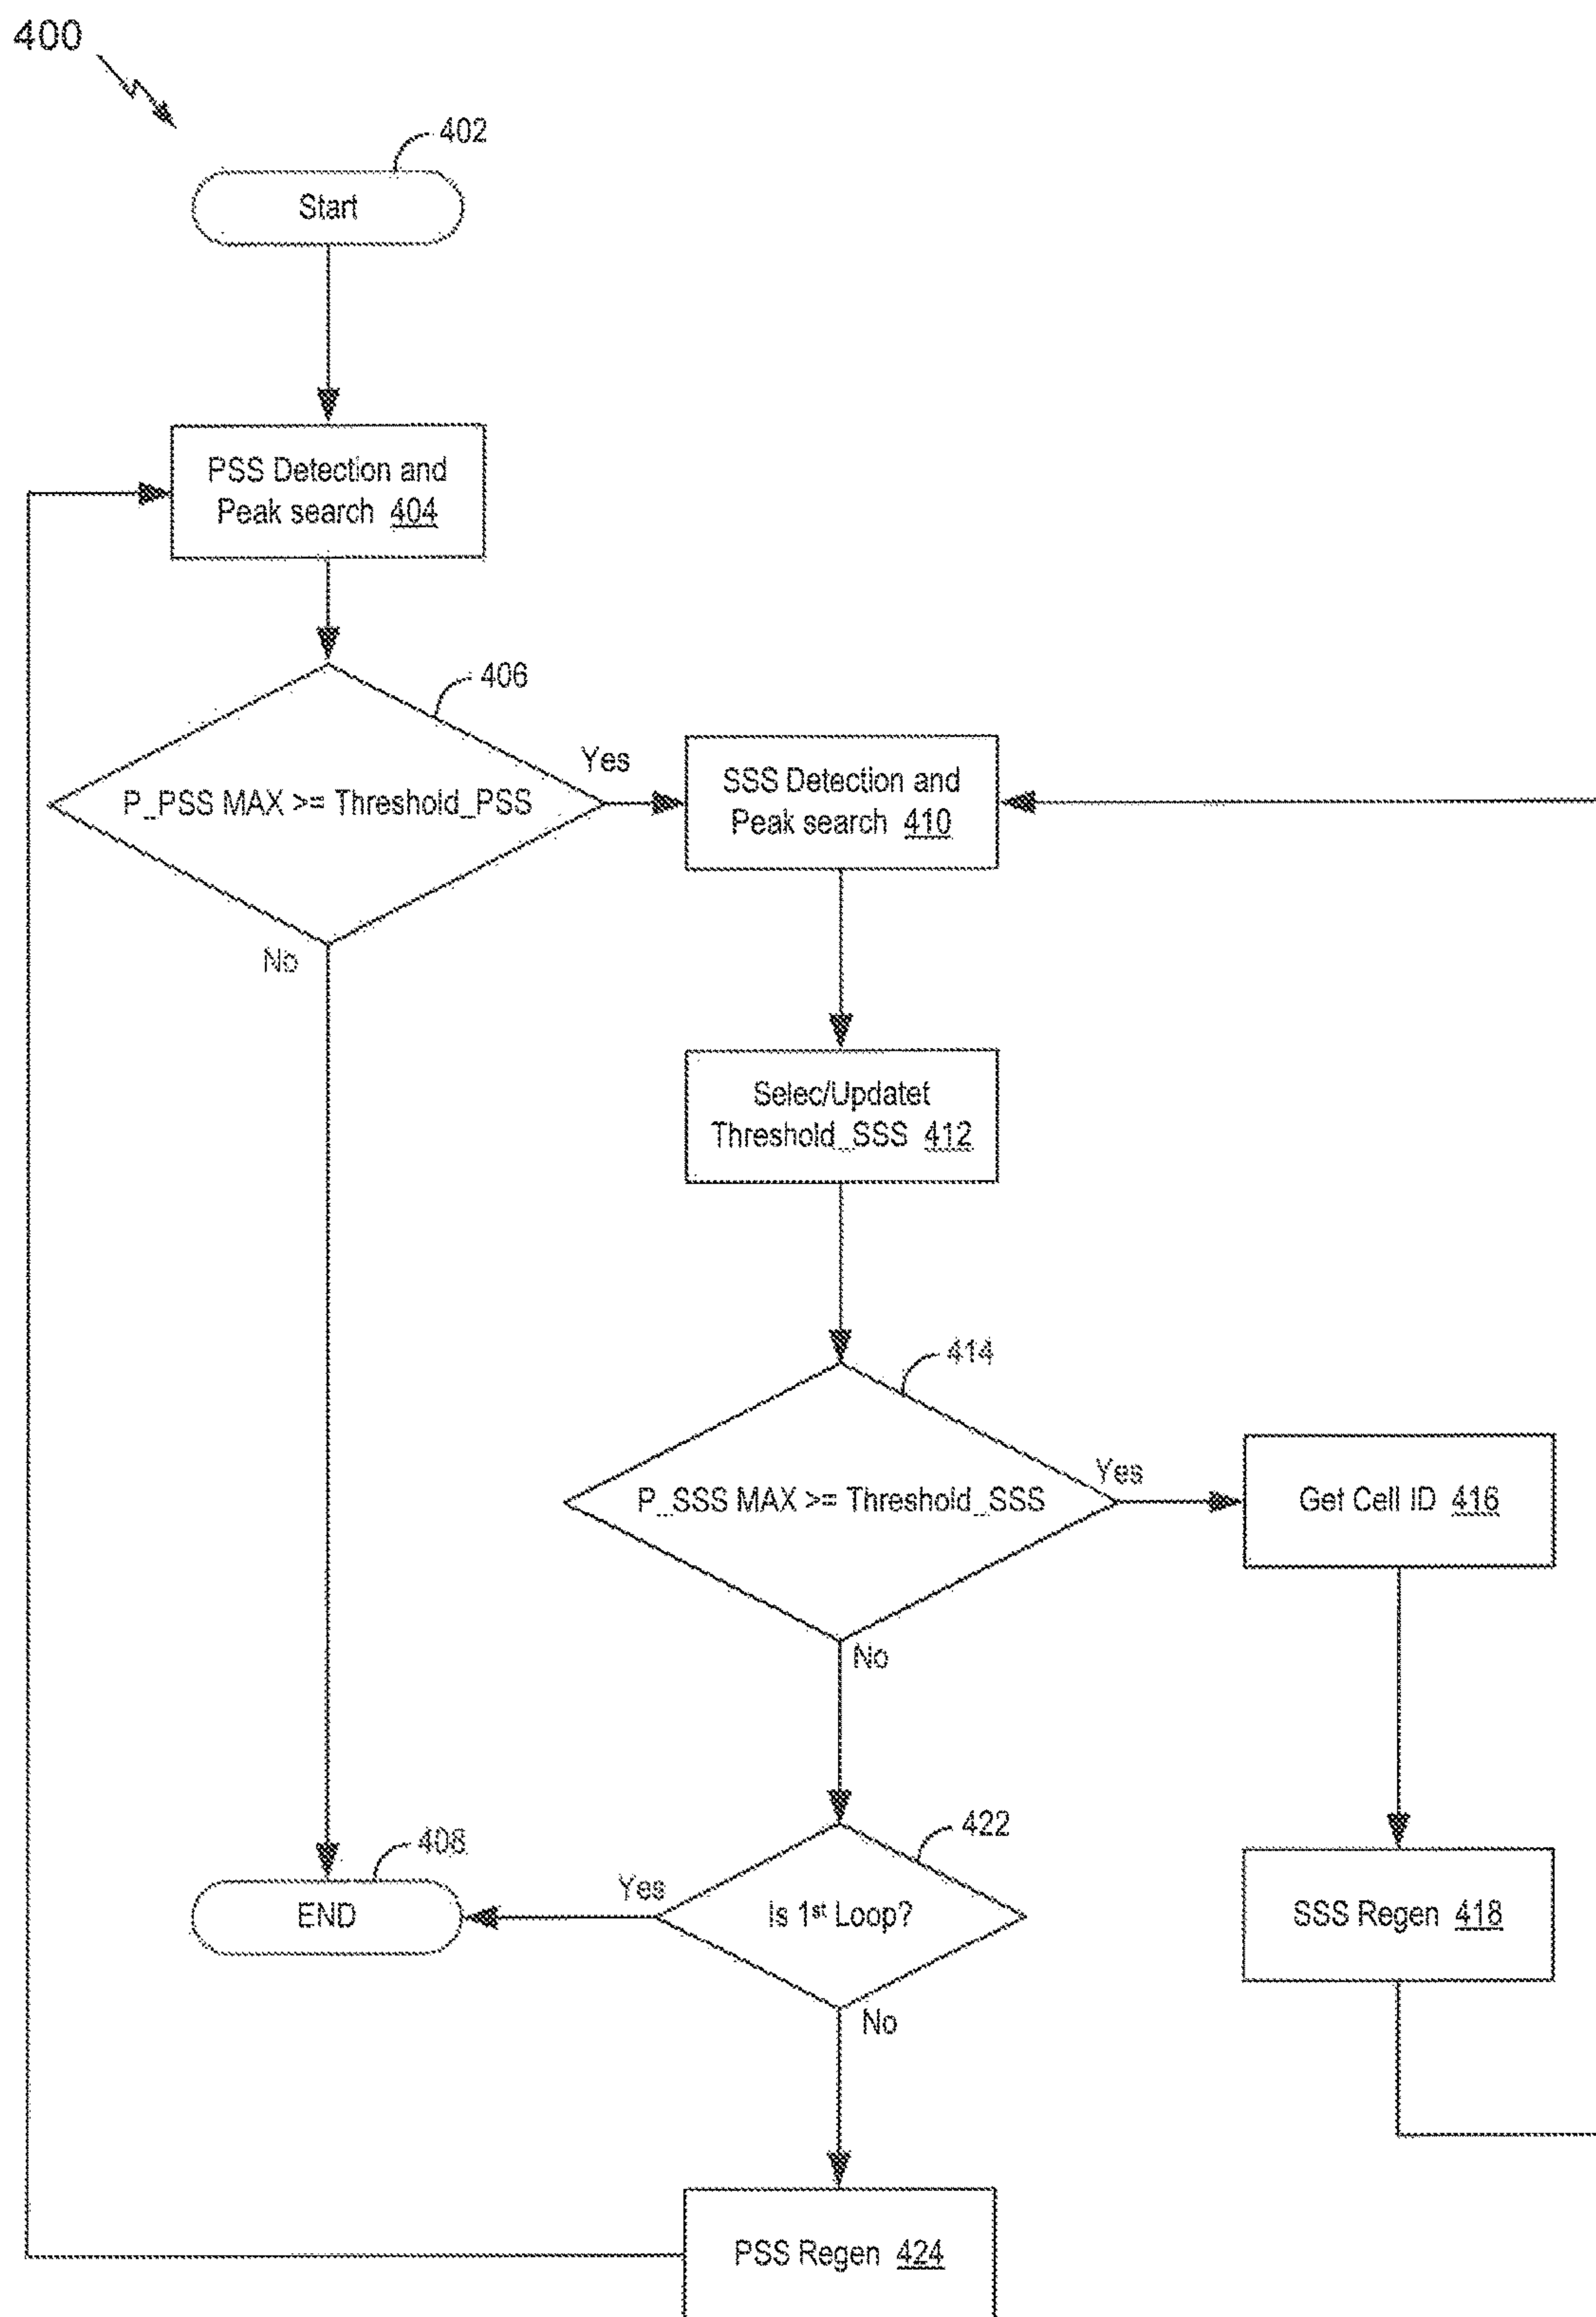 400
402
Start
PSS Detection and
Peak search 404
406
P_PSS MAX >= Threshold_PSS
Yes
No
SSS Detection and
Peak search 410
Selec/Updatet
Threshold_SSS 412
414
P_SSS MAX >= Threshold_SSS
Yes
No
Get Cell ID 416
SSS Regen 418
422
Is 1st Loop?
Yes
No
408
END
PSS Regen 424